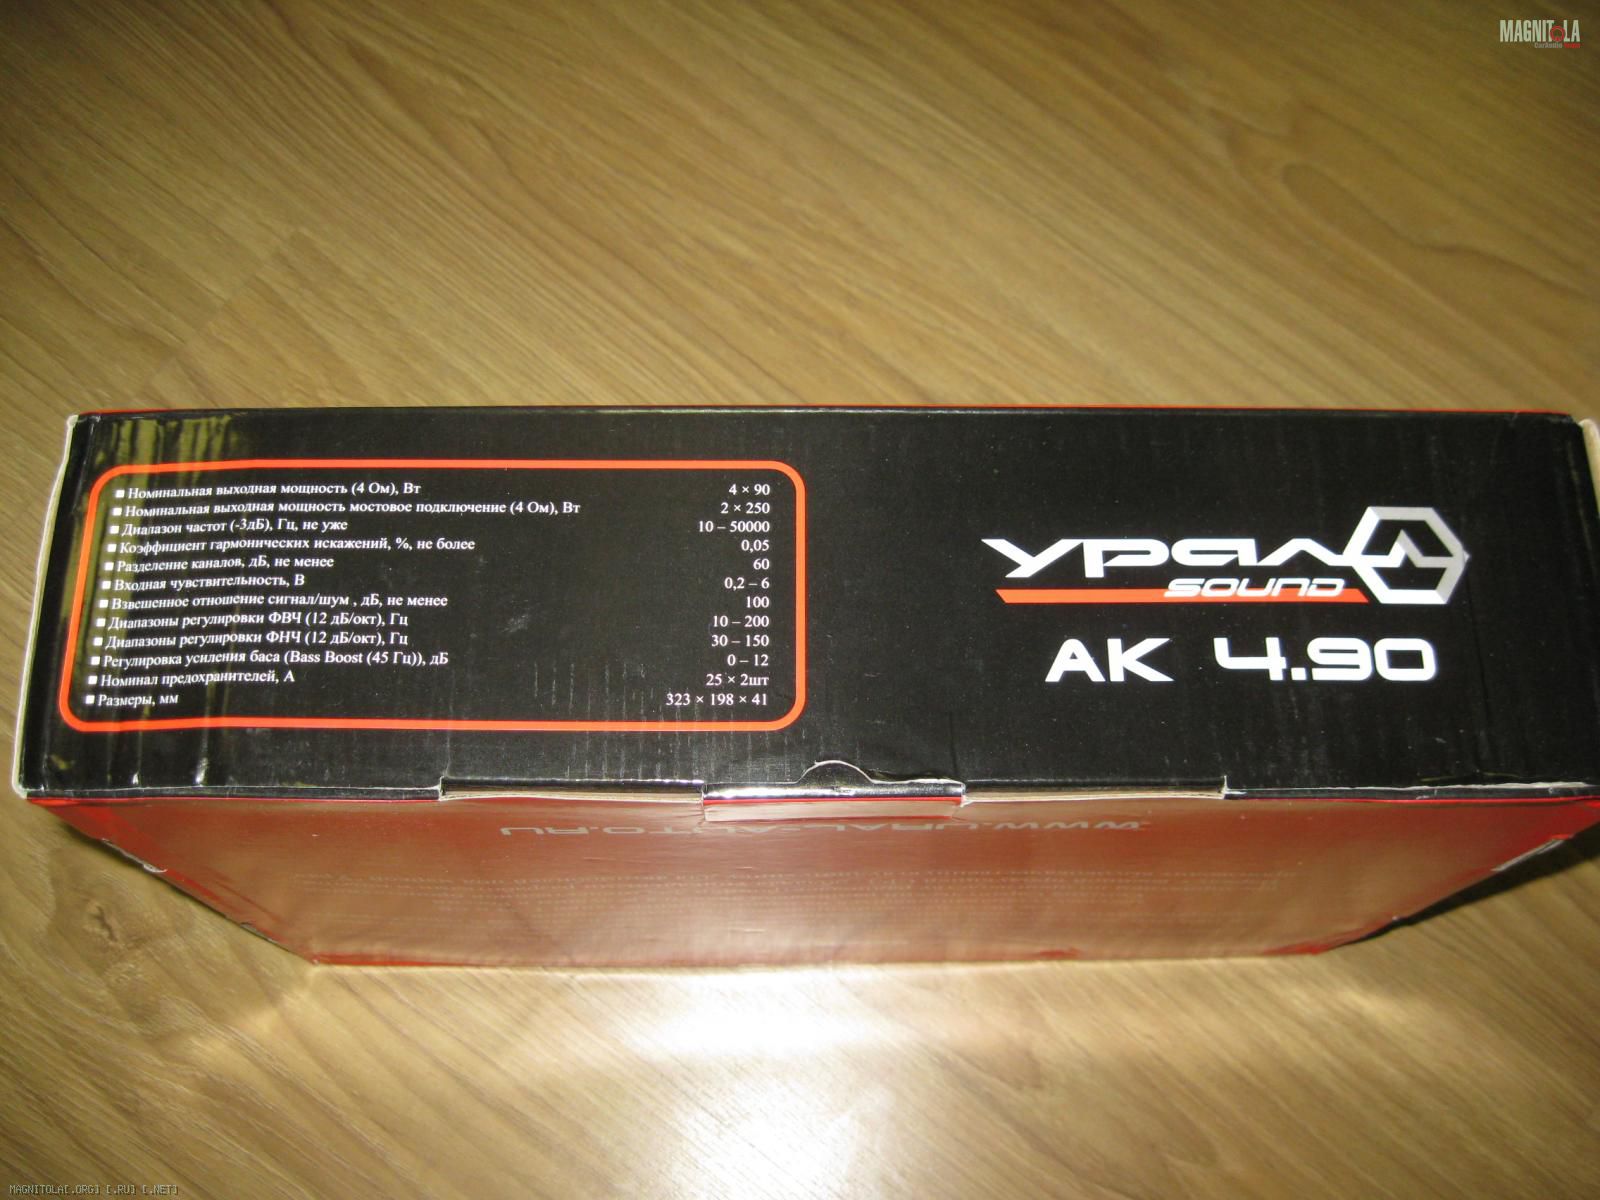 MAGNITOLA
CarAudio
Номинальная выходная мощность (4 Ом), Вт 4 × 90
Номинальная выходная мощность мостовое подключение (4 Ом), Вт 2 × 250
Диапазон частот (-3дБ), Гц, не уже 10 – 50000
Коэффициент гармонических искажений, %, не более 0,05
Разделение каналов, дБ, не менее 60
Входная чувствительность, В 0,2 – 6
Взвешенное отношение сигнал/шум , дБ, не менее 100
Диапазоны регулировки ФВЧ (12 дБ/окт), Гц 10 – 200
Диапазоны регулировки ФНЧ (12 дБ/окт), Гц 30 – 150
Регулировка усиления баса (Bass Boost (45 Гц)), дБ 0 – 12
Номинал предохранителей, А 25 × 2шт
Размеры, мм 323 × 198 × 41
УРАЛ
SOUND
АК 4.90
WWW.URAL-AUTO.RU
MAGNITOLA[.ORG] [.RU] [.NET]